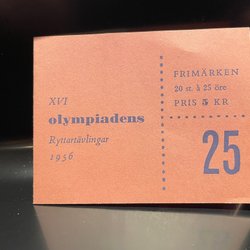 XVI
olympiadens
Ryttartävlingar
1956
FRIMÄRKEN
20 st. à 25 öre
PRIS 5 KR
25